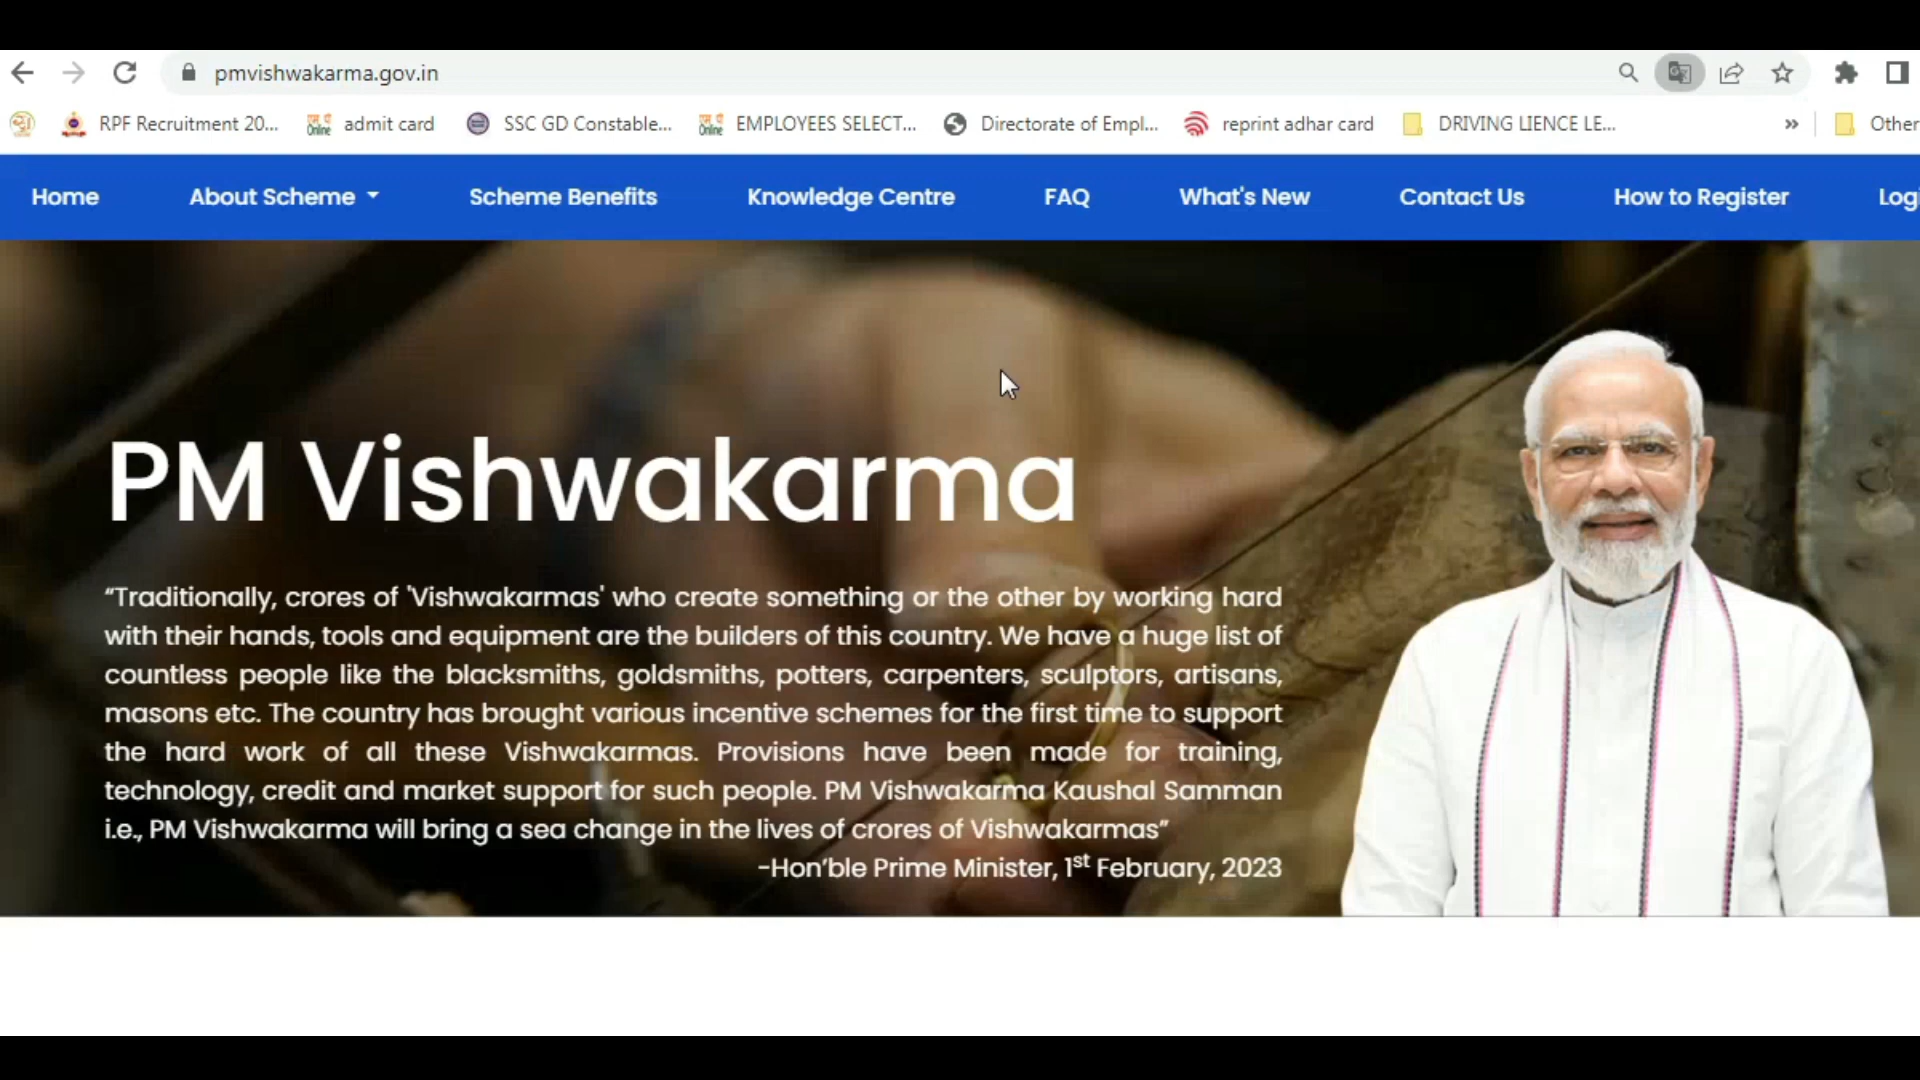 pmvishwakarma.gov.in
RPF Recruitment 20... admit card SSC GD Constable... EMPLOYEES SELECT... Directorate of Empl... reprint adhar card DRIVING LIENCE LE... » Other
Home About Scheme Scheme Benefits Knowledge Centre FAQ What's New Contact Us How to Register Logi
PM Vishwakarma
“Traditionally, crores of 'Vishwakarmas' who create something or the other by working hard
with their hands, tools and equipment are the builders of this country. We have a huge list of
countless people like the blacksmiths, goldsmiths, potters, carpenters, sculptors, artisans,
masons etc. The country has brought various incentive schemes for the first time to support
the hard work of all these Vishwakarmas. Provisions have been made for training,
technology, credit and market support for such people. PM Vishwakarma Kaushal Samman
i.e., PM Vishwakarma will bring a sea change in the lives of crores of Vishwakarmas”
-Hon’ble Prime Minister, 1st February, 2023